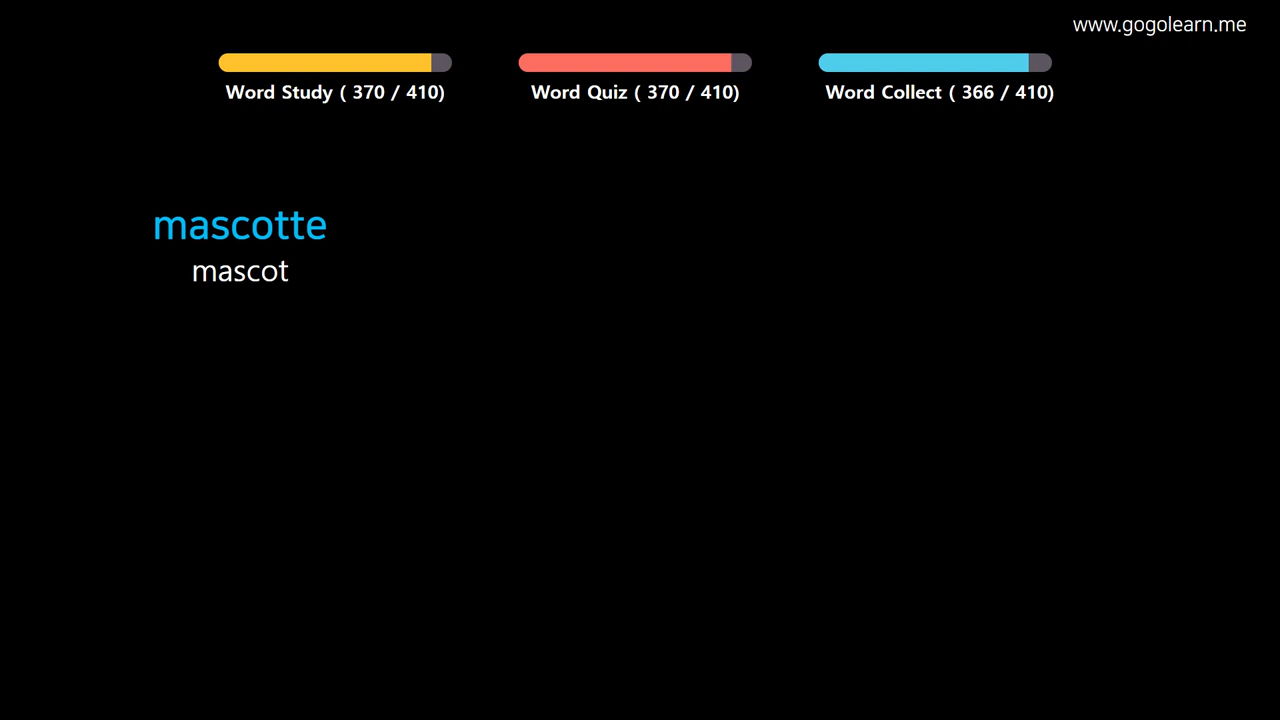 www.gogolearn.me
Word Study ( 370 / 410)
Word Quiz ( 370 / 410)
Word Collect ( 366 / 410)
mascotte
mascot